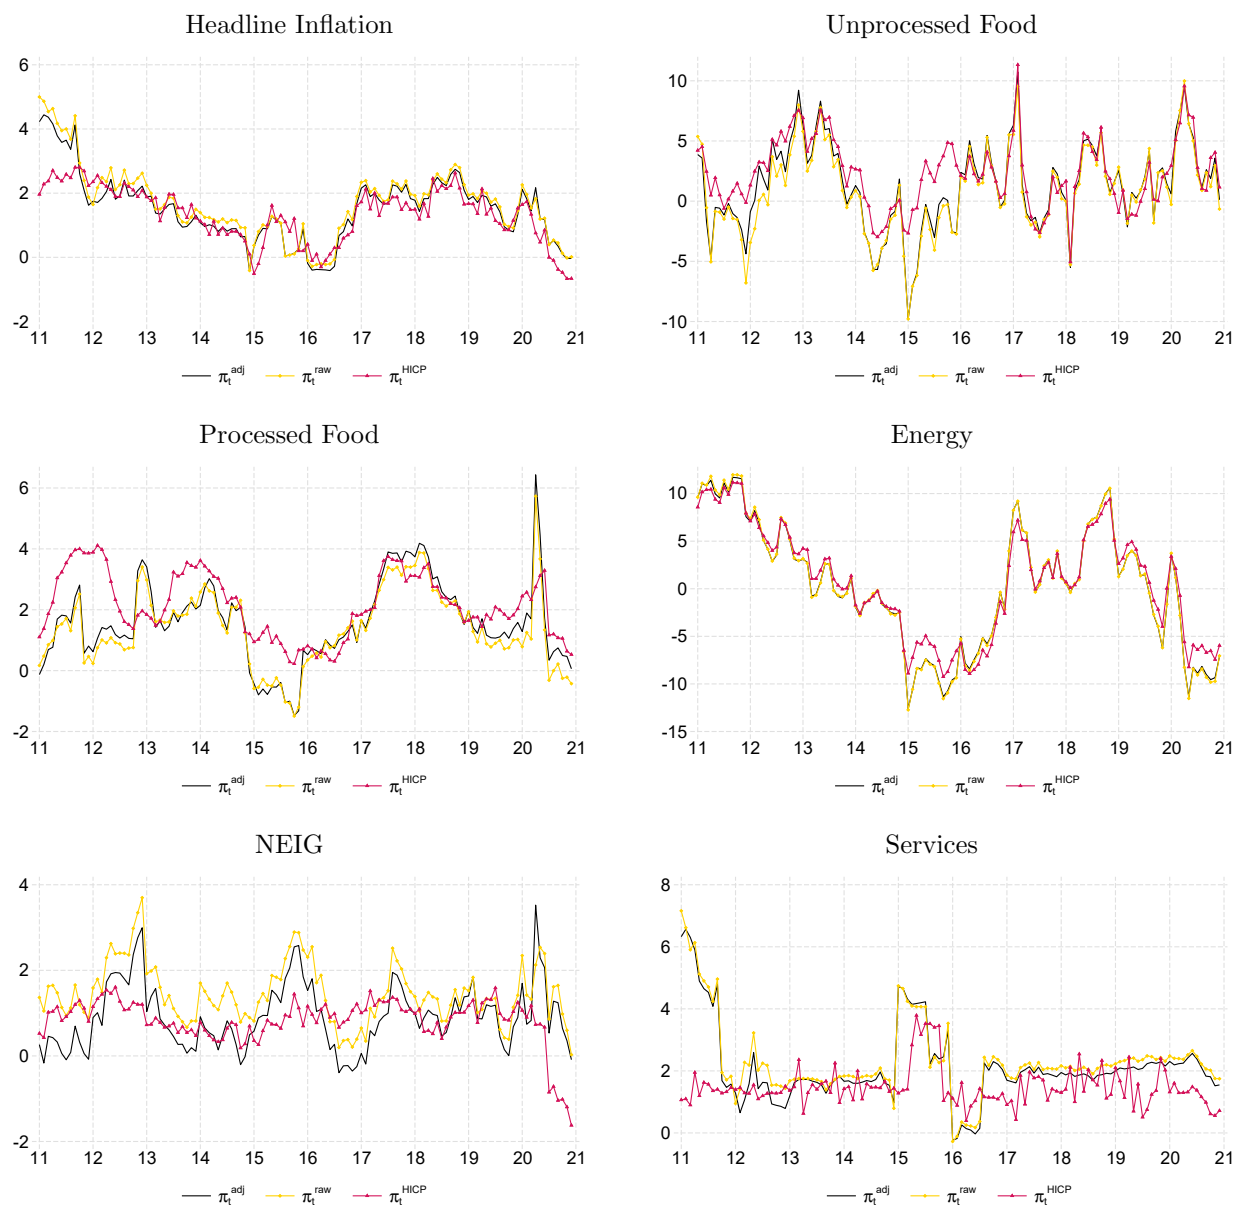 Headline Inflation
6
4
2
0
-2
11 12 13 14 15 16 17 18 19 20 21
π_t^adj π_t^raw π_t^HICP
Unprocessed Food
10
5
0
-5
-10
11 12 13 14 15 16 17 18 19 20 21
π_t^adj π_t^raw π_t^HICP
Processed Food
6
4
2
0
-2
11 12 13 14 15 16 17 18 19 20 21
π_t^adj π_t^raw π_t^HICP
Energy
10
5
0
-5
-10
-15
11 12 13 14 15 16 17 18 19 20 21
π_t^adj π_t^raw π_t^HICP
NEIG
4
2
0
-2
11 12 13 14 15 16 17 18 19 20 21
π_t^adj π_t^raw π_t^HICP
Services
8
6
4
2
0
11 12 13 14 15 16 17 18 19 20 21
π_t^adj π_t^raw π_t^HICP